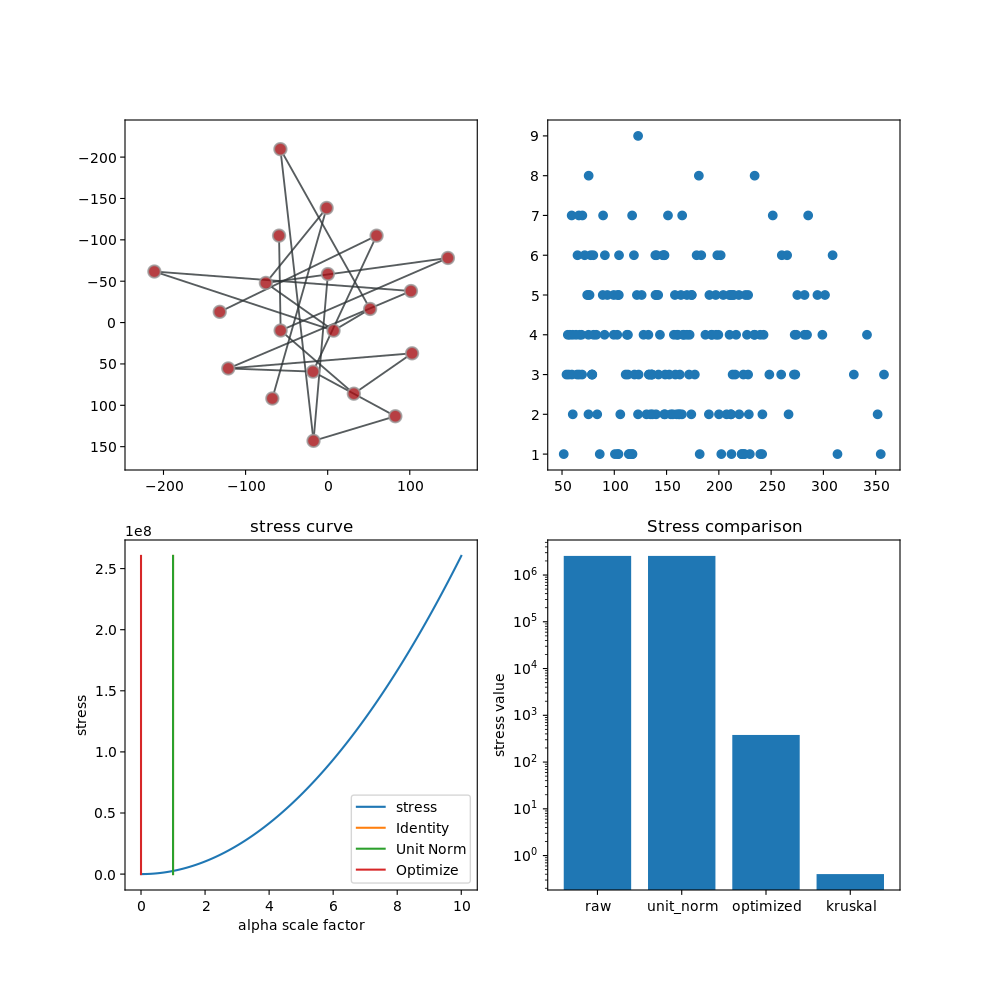 −200
−150
−100
−50
0
50
100
150
−200 −100 0 100
9
8
7
6
5
4
3
2
1
50 100 150 200 250 300 350
stress curve
1e8
2.5
2.0
1.5
1.0
0.5
0.0
stress
0 2 4 6 8 10
alpha scale factor
stress
Identity
Unit Norm
Optimize
Stress comparison
10^6
10^5
10^4
10^3
10^2
10^1
10^0
stress value
raw unit_norm optimized kruskal